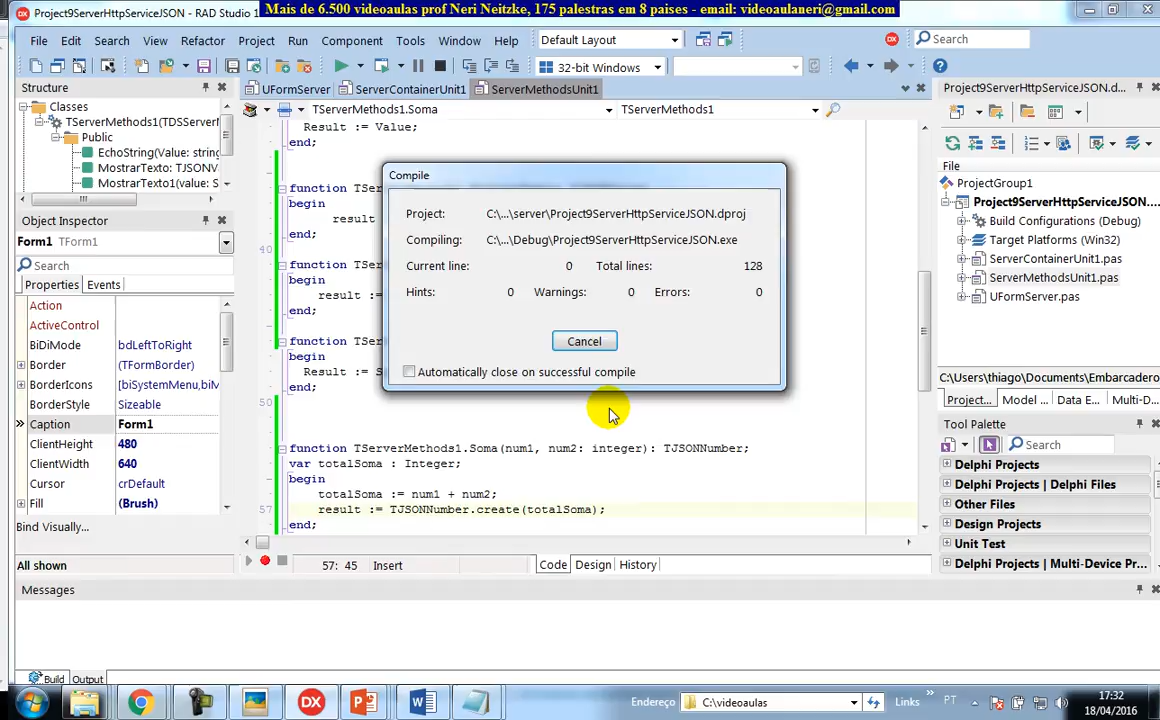 Mais de 6.500 videoaulas prof Neri Neitzke, 175 palestras em 8 paises - email: videoaulaneri@gmail.com
Project9ServerHttpServiceJSON - RAD Studio 1
File Edit Search View Refactor Project Run Component Tools Window Help
Default Layout
Search
32-bit Windows
Structure
UFormServer ServerContainerUnit1 ServerMethodsUnit1
Project9ServerHttpServiceJSON.d...
Classes
TServerMethods1(TDSServerM
Public
EchoString(Value: string
MostrarTexto: TJSONV
MostrarTexto1(value: S
TServerMethods1.Soma
TServerMethods1
Result := Value;
end;
function TSe
begin
result
end;
40
function TSe
begin
result :=
end;
function TSe
begin
Result := S
end;
50
function TServerMethods1.Soma(num1, num2: integer): TJSONNumber;
var totalSoma : Integer;
begin
totalSoma := num1 + num2;
57 result := TJSONNumber.create(totalSoma);
end;
Compile
Project: C:\...\server\Project9ServerHttpServiceJSON.dproj
Compiling: C:\...\Debug\Project9ServerHttpServiceJSON.exe
Current line: 0 Total lines: 128
Hints: 0 Warnings: 0 Errors: 0
Cancel
Automatically close on successful compile
File
ProjectGroup1
Project9ServerHttpServiceJSON....
Build Configurations (Debug)
Target Platforms (Win32)
ServerContainerUnit1.pas
ServerMethodsUnit1.pas
UFormServer.pas
C:\Users\thiago\Documents\Embarcadero
Project... Model ... Data E... Multi-D...
Tool Palette
Search
Delphi Projects
Delphi Projects | Delphi Files
Other Files
Design Projects
Unit Test
Delphi Projects | Multi-Device Pr...
Object Inspector
Form1 TForm1
Search
Properties Events
Action
ActiveControl
BiDiMode bdLeftToRight
Border (TFormBorder)
BorderIcons [biSystemMenu,biM
BorderStyle Sizeable
Caption Form1
ClientHeight 480
ClientWidth 640
Cursor crDefault
Fill (Brush)
Bind Visually...
All shown
57: 45 Insert
Code Design History
Messages
Build Output
Endereço C:\videoaulas
Links
PT
17:32
18/04/2016